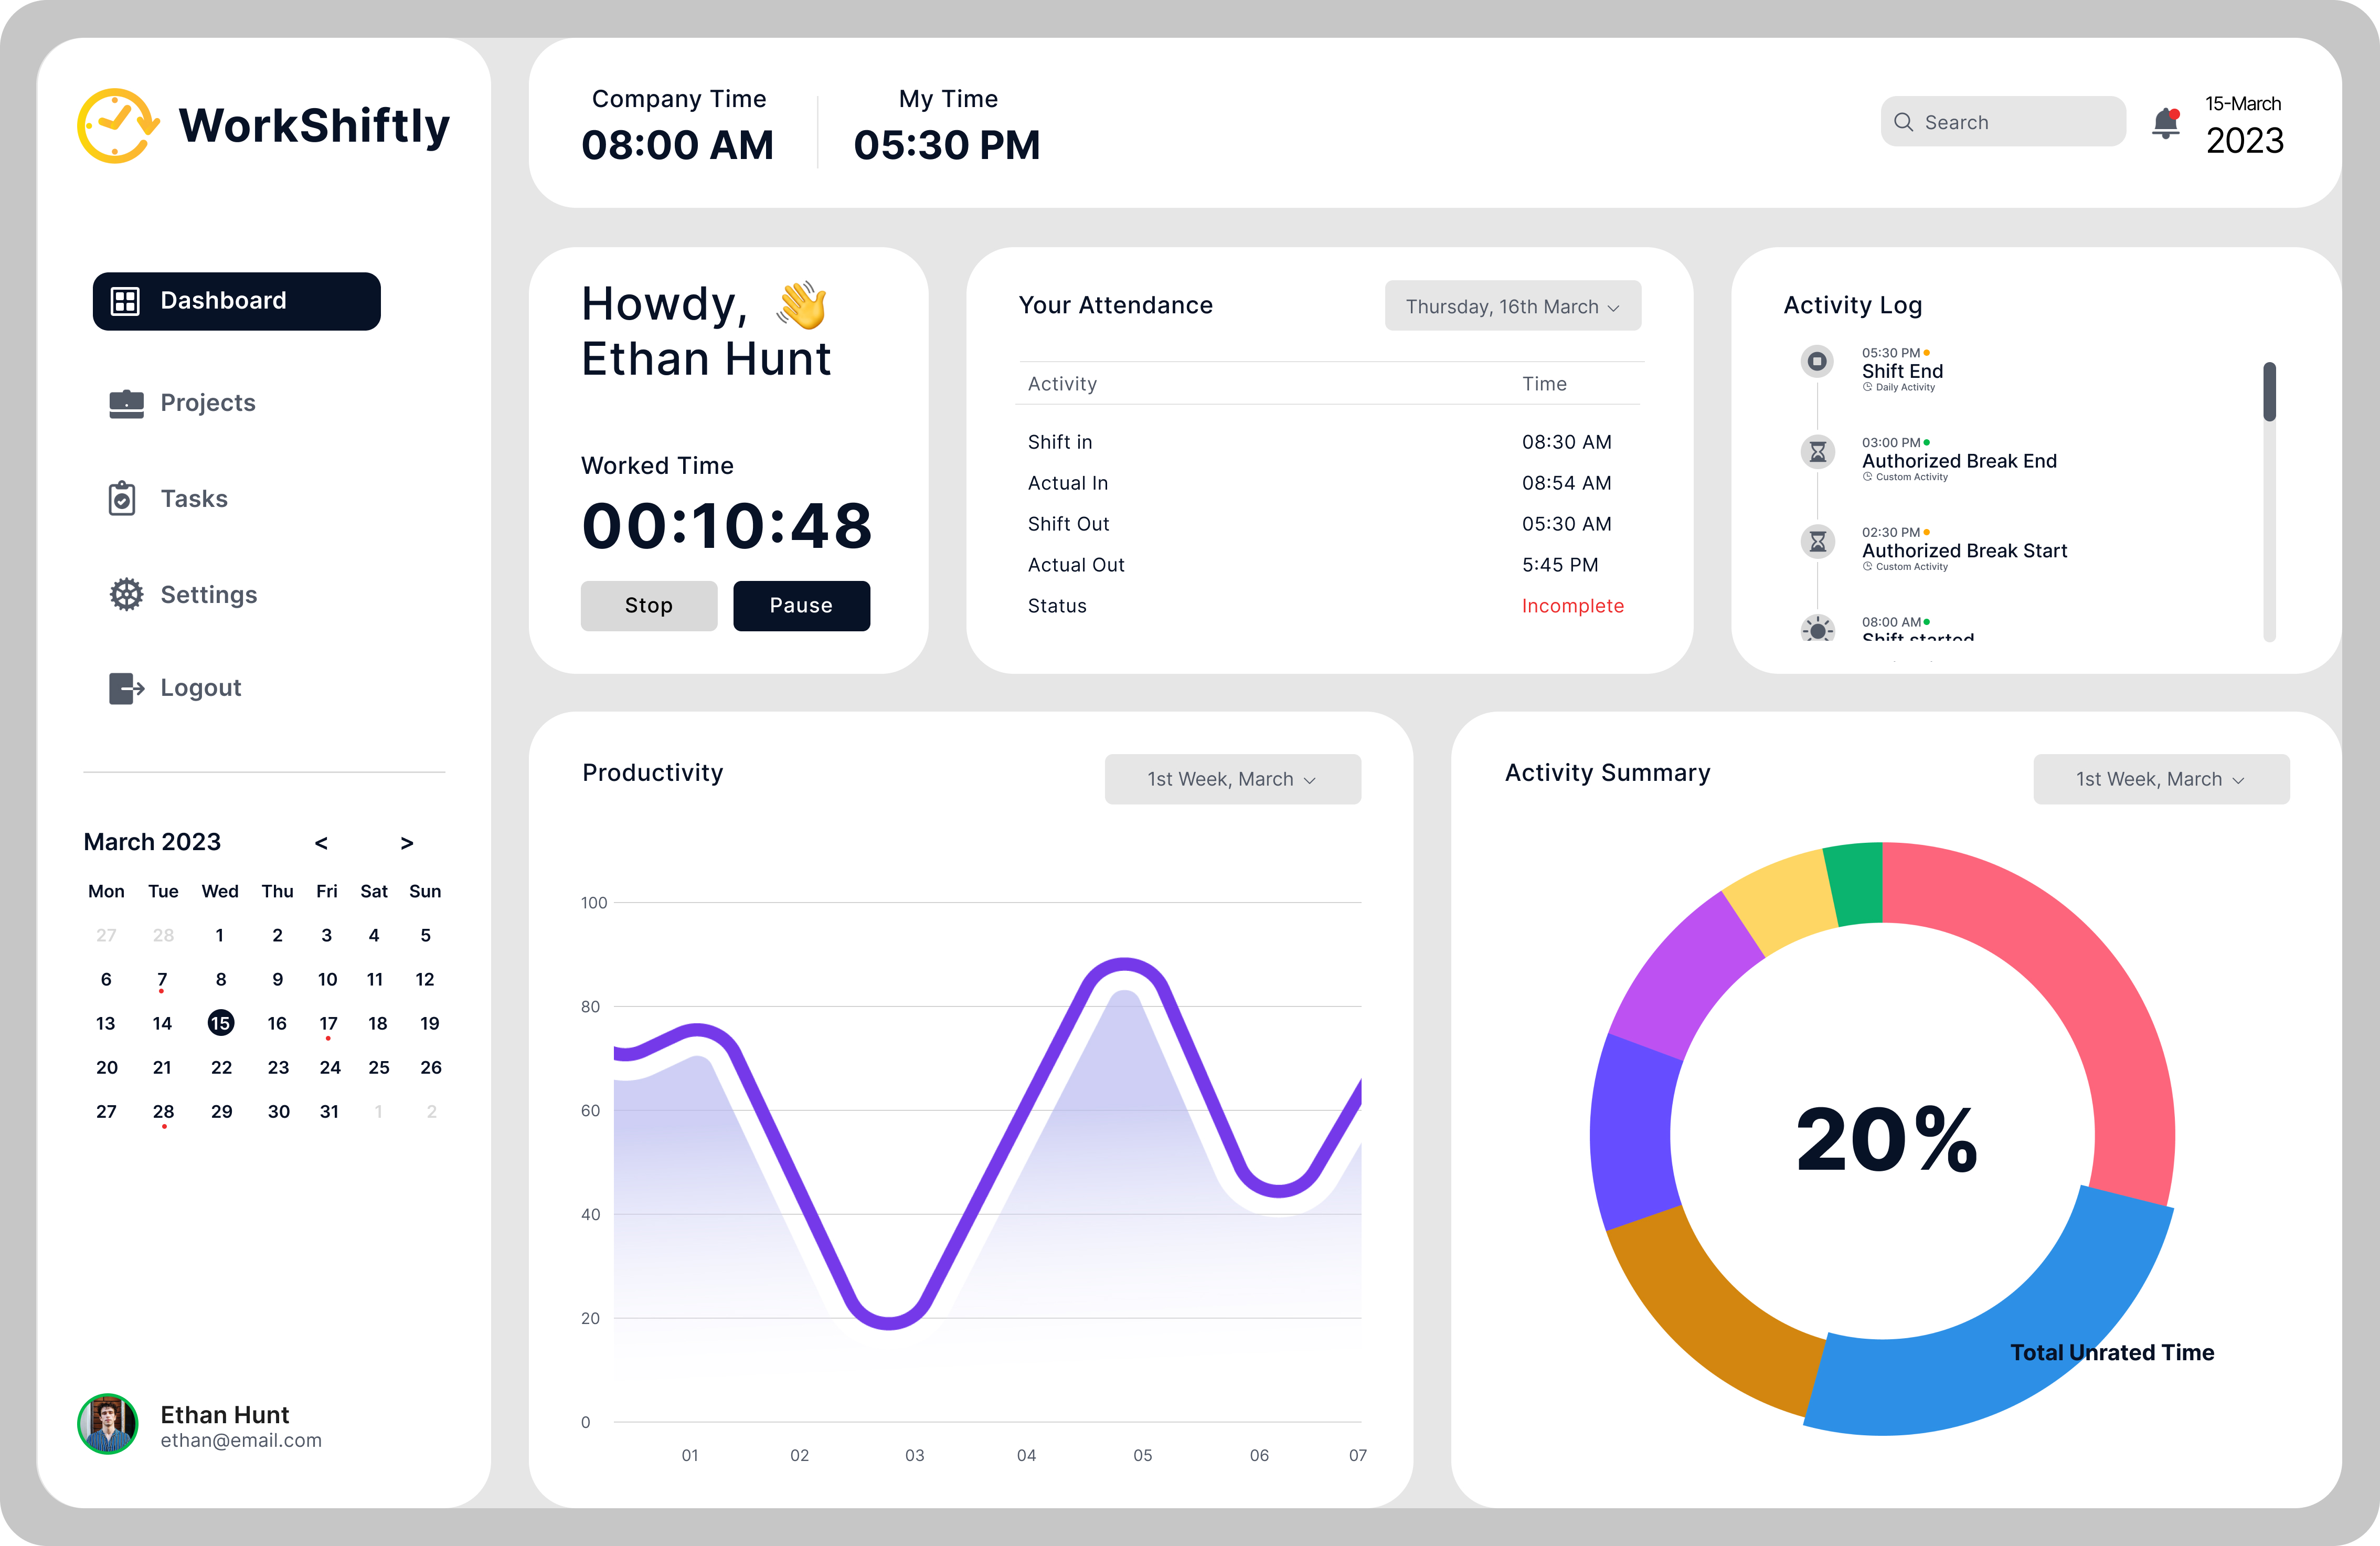 WorkShiftly
Dashboard
Projects
Tasks
Settings
Logout
March 2023 < >
Mon Tue Wed Thu Fri Sat Sun
27 28 1 2 3 4 5
6 7 8 9 10 11 12
13 14 15 16 17 18 19
20 21 22 23 24 25 26
27 28 29 30 31 1 2
Ethan Hunt
ethan@email.com
Company Time
08:00 AM
My Time
05:30 PM
Search
15-March
2023
Howdy,
Ethan Hunt
Worked Time
00:10:48
Stop Pause
Your Attendance
Thursday, 16th March
Activity Time
Shift in 08:30 AM
Actual In 08:54 AM
Shift Out 05:30 AM
Actual Out 5:45 PM
Status Incomplete
Activity Log
05:30 PM
Shift End
Daily Activity
03:00 PM
Authorized Break End
Custom Activity
02:30 PM
Authorized Break Start
Custom Activity
08:00 AM
Shift started
Productivity
1st Week, March
100
80
60
40
20
0
01 02 03 04 05 06 07
Activity Summary
1st Week, March
20%
Total Unrated Time